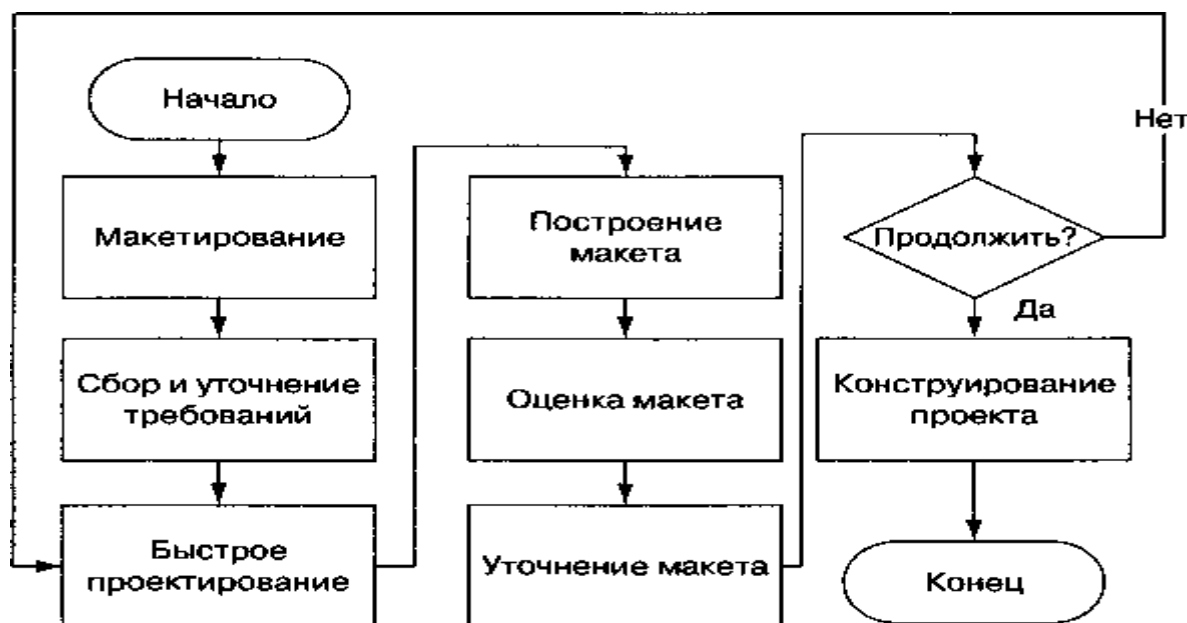 Начало
Макетирование
Сбор и уточнение
требований
Быстрое
проектирование
Построение
макета
Оценка макета
Уточнение макета
Продолжить?
Нет
Да
Конструирование
проекта
Конец